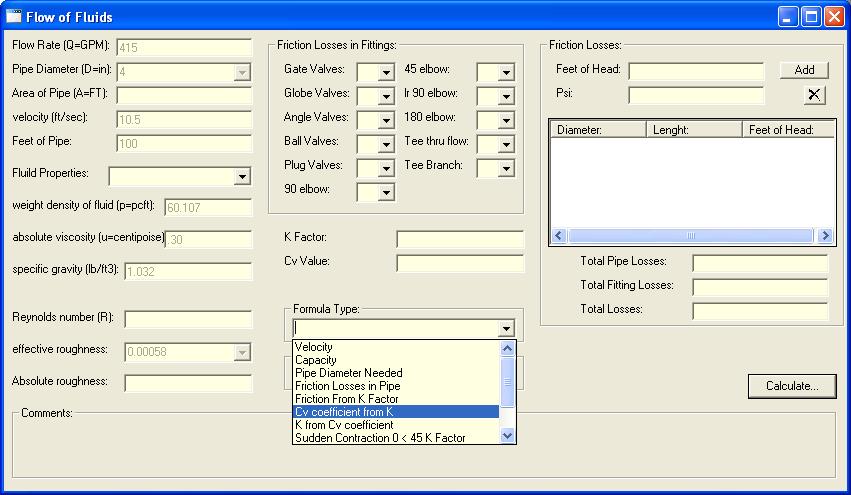 Flow of Fluids
Flow Rate (Q=GPM): 415
Pipe Diameter (D=in): 4
Area of Pipe (A=FT):
velocity (ft/sec): 10.5
Feet of Pipe: 100
Fluild Properties:
weight density of fluid (p=pcft): 60.107
absolute viscosity (u=centipoise) .30
specific gravity (lb/ft3): 1.032
Reynolds number (R):
effective roughness: 0.00058
Absolute roughness:
Friction Losses in Fittings:
Gate Valves: 45 elbow:
Globe Valves: lr 90 elbow:
Angle Valves: 180 elbow:
Ball Valves: Tee thru flow:
Plug Valves: Tee Branch:
90 elbow:
K Factor:
Cv Value:
Formula Type:
Velocity
Capacity
Pipe Diameter Needed
Friction Losses in Pipe
Friction From K Factor
Cv coefficient from K
K from Cv coefficient
Sudden Contraction 0 < 45 K Factor
Friction Losses:
Feet of Head: Add
Psi:
Diameter: Lenght: Feet of Head:
Total Pipe Losses:
Total Fitting Losses:
Total Losses:
Calculate...
Comments: